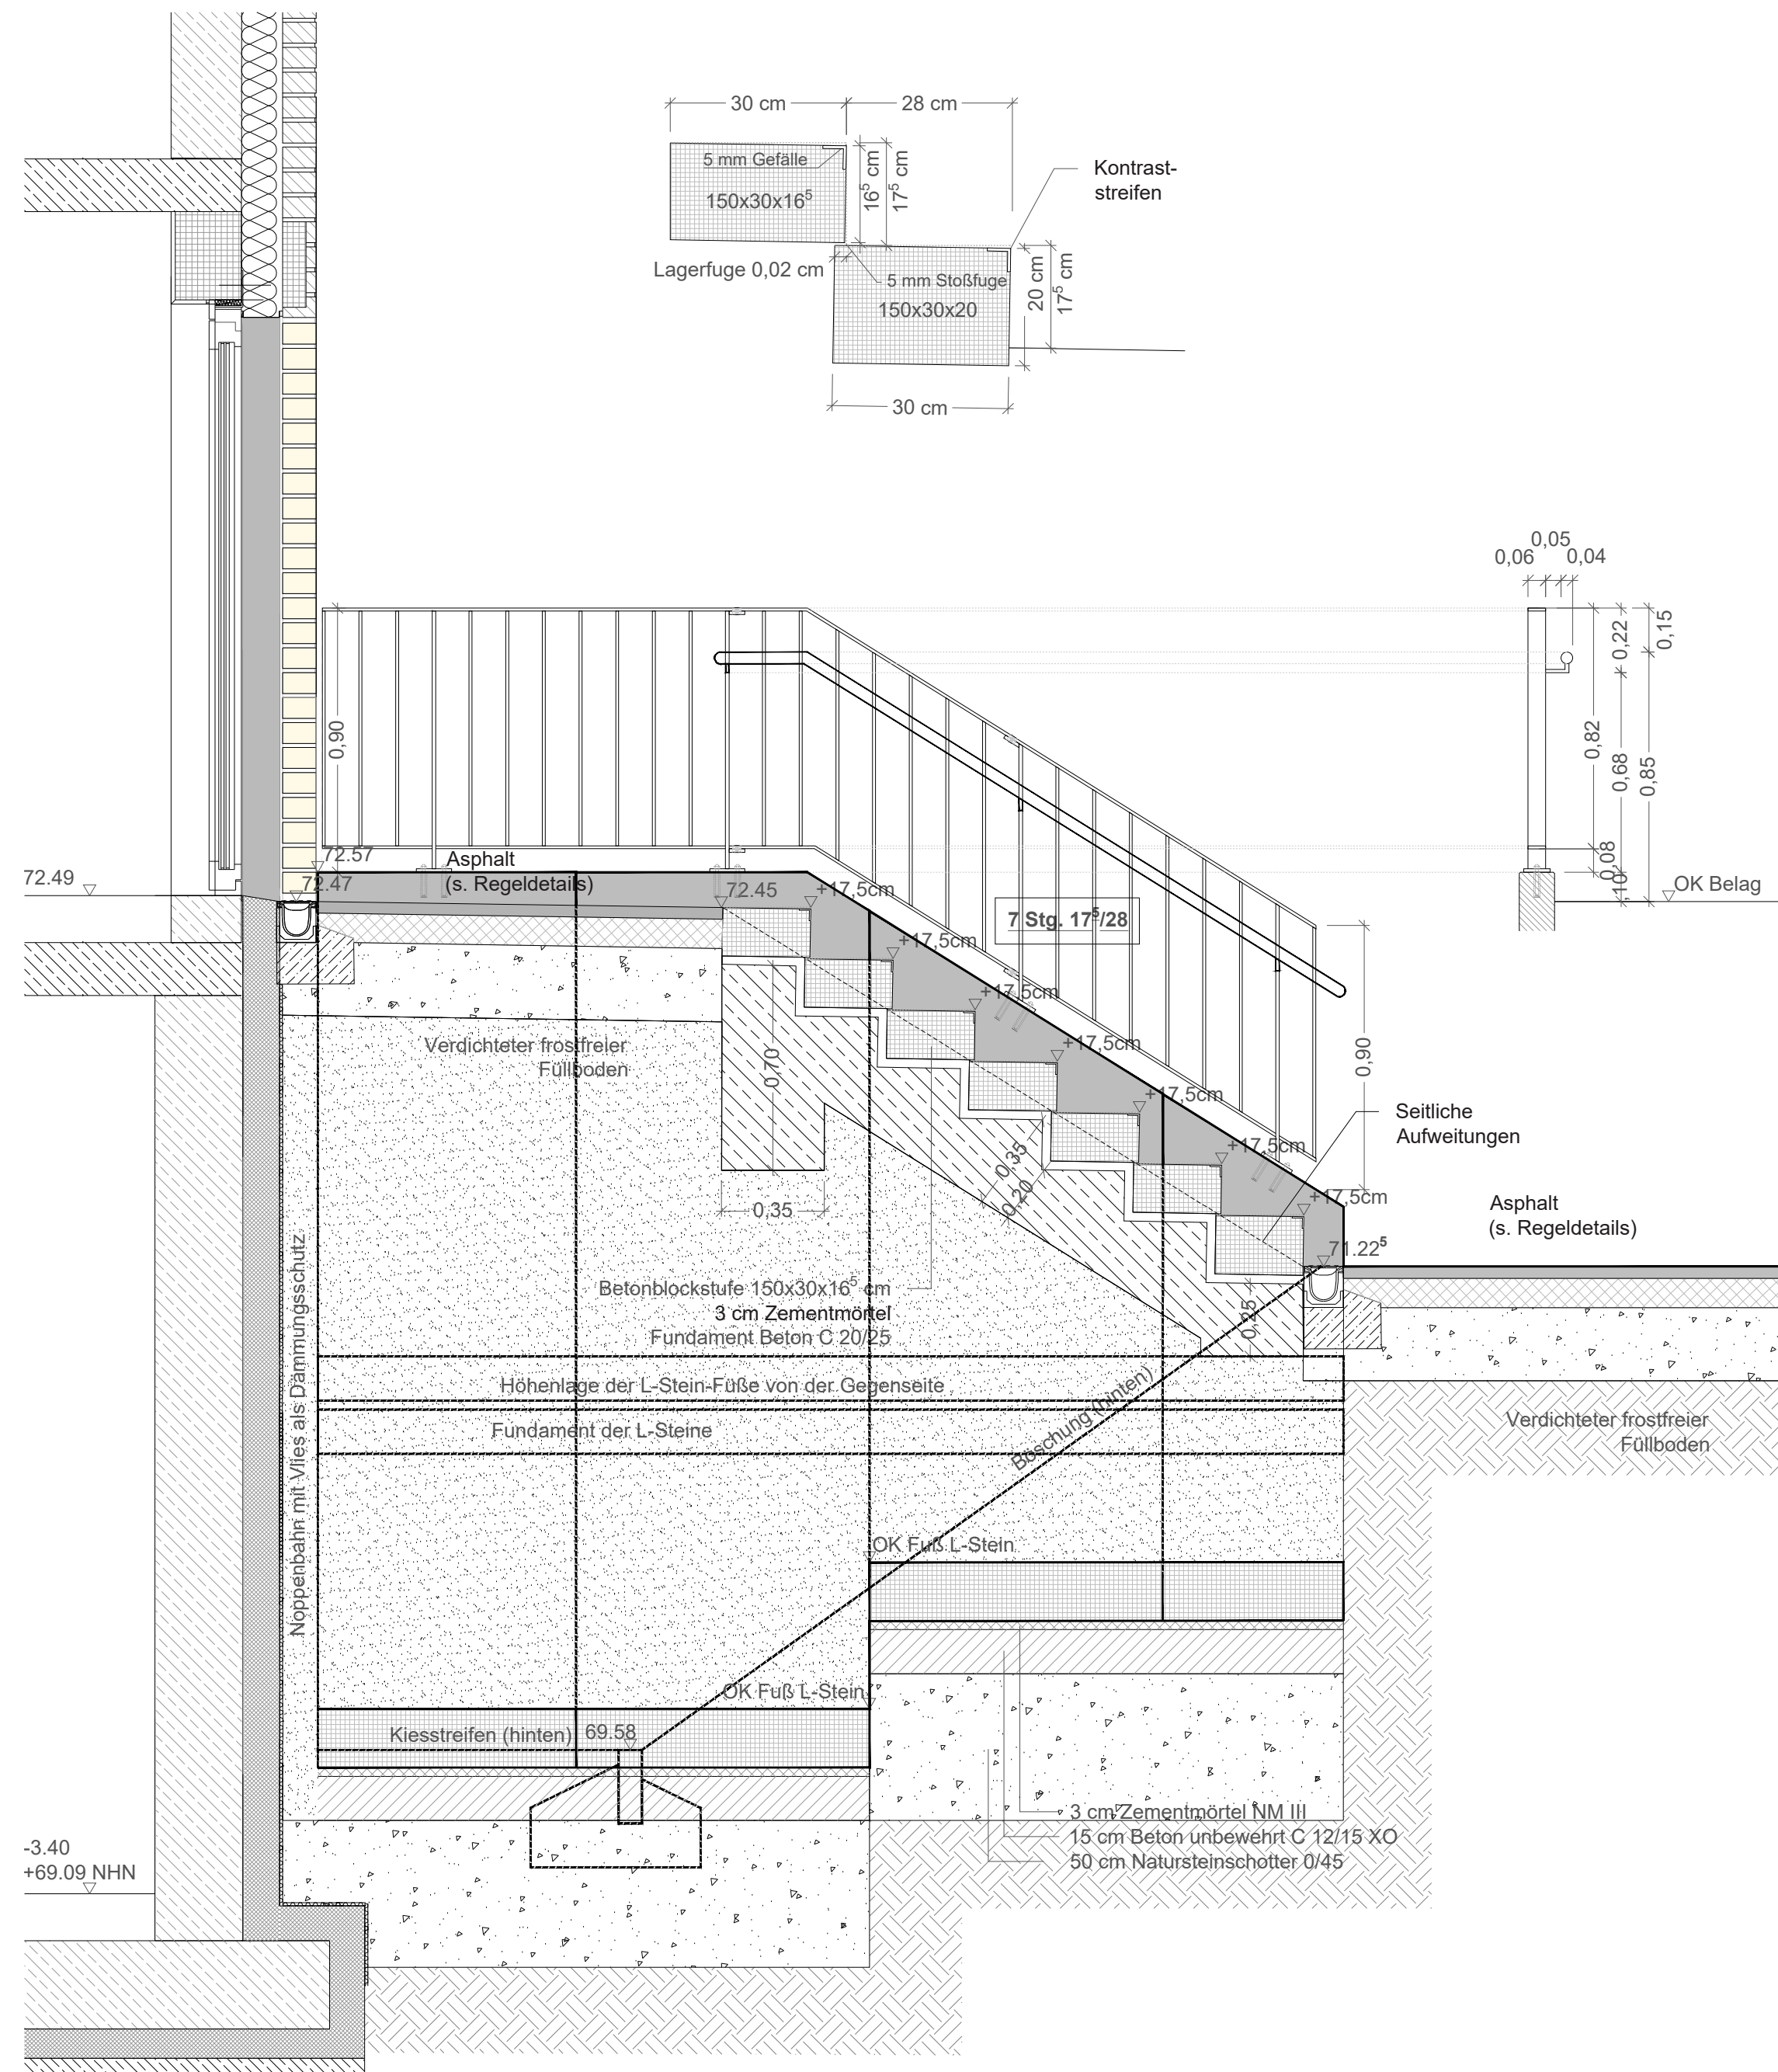 30 cm
28 cm
5 mm Gefälle
150x30x16⁵
16⁵ cm
17⁵ cm
Kontrast-
streifen
Lagerfuge 0,02 cm
5 mm Stoßfuge
150x30x20
20 cm
17⁵ cm
30 cm
0,05
0,06
0,04
0,22
0,15
0,90
0,82
0,68
0,85
0,08
,10
OK Belag
72.57
Asphalt
(s. Regeldetails)
72.49
72.47
72.45
+17,5cm
7 Stg. 17⁵/28
+17,5cm
+17,5cm
+17,5cm
+17,5cm
+17,5cm
+17,5cm
Verdichteter frostfreier
Füllboden
0,70
0,90
Seitliche
Aufweitungen
0,35
0,20
0,35
Asphalt
(s. Regeldetails)
71.22⁵
Betonblockstufe 150x30x16⁵ cm
3 cm Zementmörtel
Fundament Beton C 20/25
0,25
Noppenbahn mit Vlies als Dämmungsschutz
Höhenlage der L-Stein-Füße von der Gegenseite
Fundament der L-Steine
Böschung (hinten)
Verdichteter frostfreier
Füllboden
OK Fuß L-Stein
OK Fuß L-Stein
Kiesstreifen (hinten)
69.58
3 cm Zementmörtel NM III
15 cm Beton unbewehrt C 12/15 XO
50 cm Natursteinschotter 0/45
-3.40
+69.09 NHN